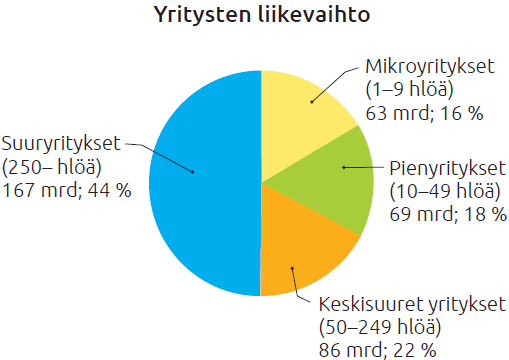 Yritysten liikevaihto
Mikroyritykset
(1–9 hlöä)
63 mrd; 16 %
Pienyritykset
(10–49 hlöä)
69 mrd; 18 %
Keskisuuret yritykset
(50–249 hlöä)
86 mrd; 22 %
Suuryritykset
(250– hlöä)
167 mrd; 44 %